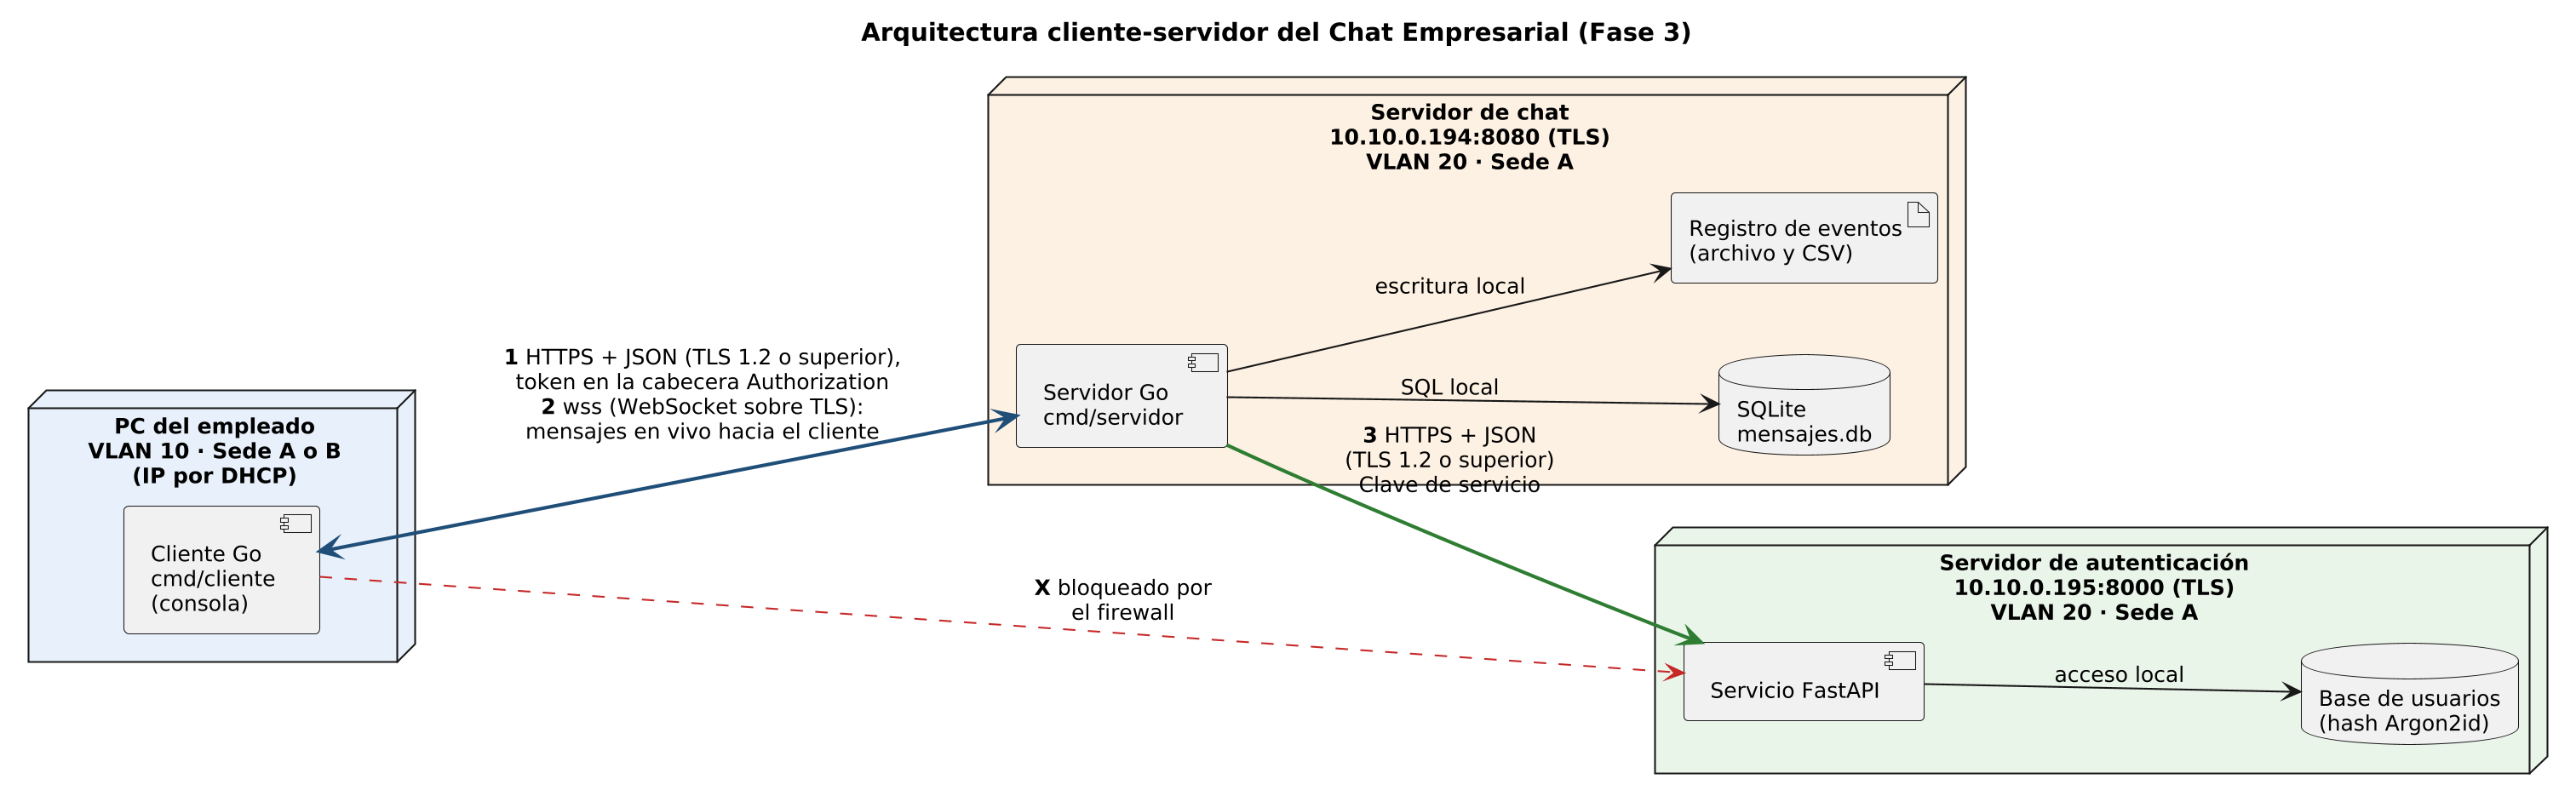 Arquitectura cliente-servidor del Chat Empresarial (Fase 3)
Servidor de chat
10.10.0.194:8080 (TLS)
VLAN 20 · Sede A
Registro de eventos
(archivo y CSV)
escritura local
Servidor Go
cmd/servidor
SQL local
SQLite
mensajes.db
1 HTTPS + JSON (TLS 1.2 o superior),
token en la cabecera Authorization
2 wss (WebSocket sobre TLS):
mensajes en vivo hacia el cliente
3 HTTPS + JSON
(TLS 1.2 o superior)
Clave de servicio
PC del empleado
VLAN 10 · Sede A o B
(IP por DHCP)
Cliente Go
cmd/cliente
(consola)
X bloqueado por
el firewall
Servidor de autenticación
10.10.0.195:8000 (TLS)
VLAN 20 · Sede A
Servicio FastAPI
acceso local
Base de usuarios
(hash Argon2id)